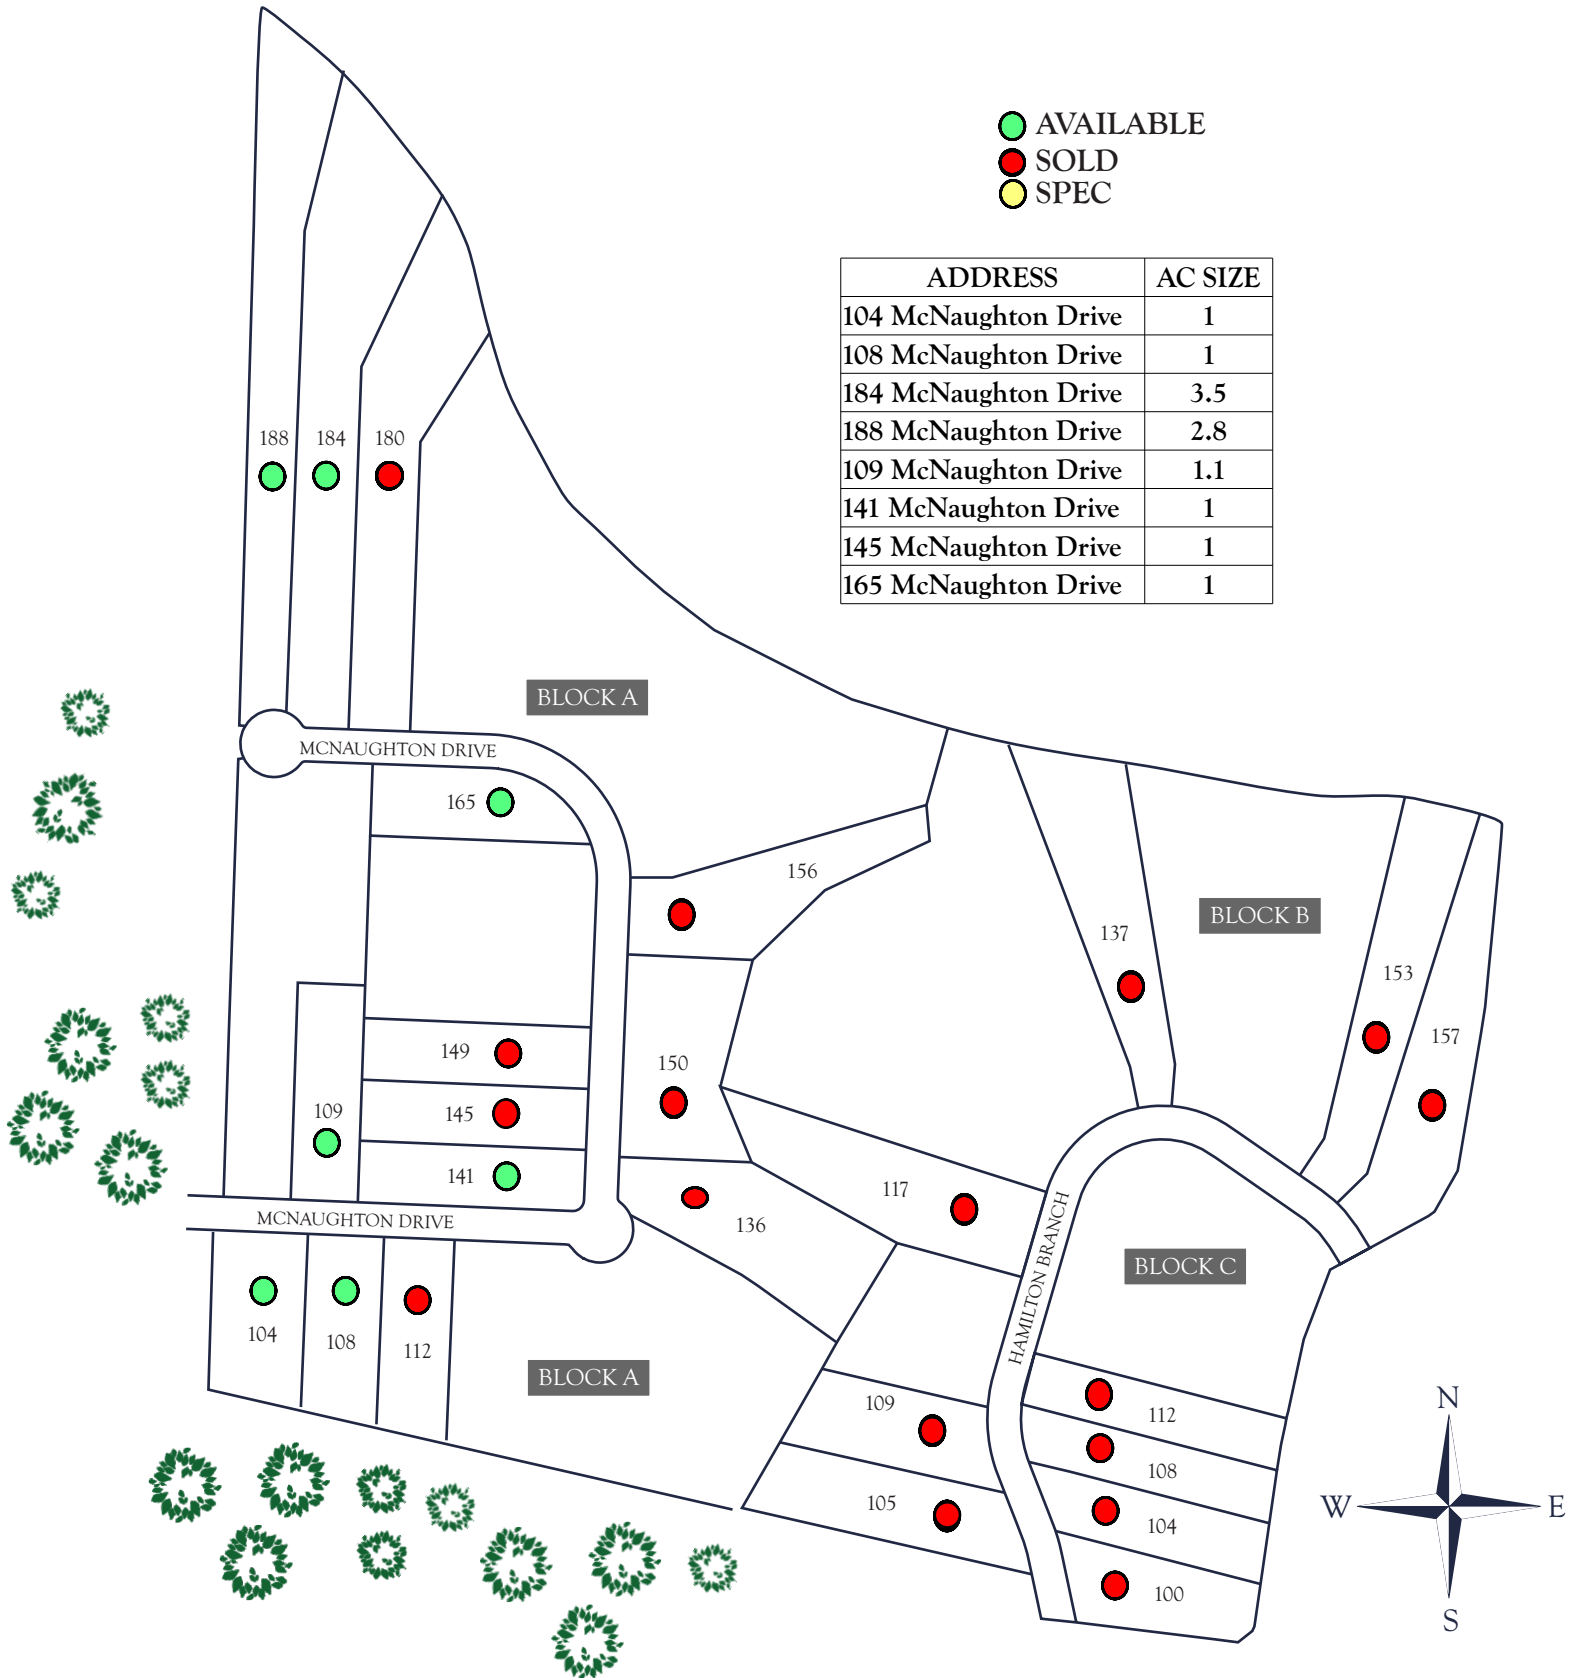 AVAILABLE
SOLD
SPEC
ADDRESS AC SIZE
104 McNaughton Drive 1
108 McNaughton Drive 1
184 McNaughton Drive 3.5
188 McNaughton Drive 2.8
109 McNaughton Drive 1.1
141 McNaughton Drive 1
145 McNaughton Drive 1
165 McNaughton Drive 1
188 184 180
BLOCK A
MCNAUGHTON DRIVE
165
156
BLOCK B
137
153
157
149
150
145
109
141
117
136
MCNAUGHTON DRIVE
HAMILTON BRANCH
BLOCK C
104
108
112
BLOCK A
109
112
108
105
104
100
N
W
E
S